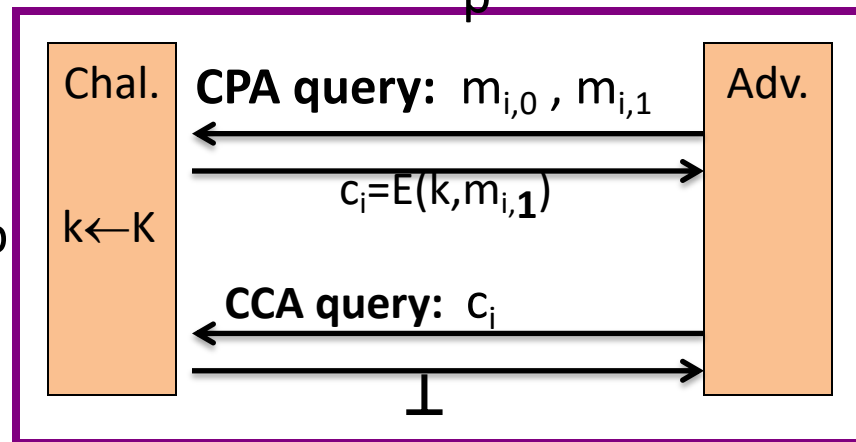 p
Chal.
CPA query: m_{i,0} , m_{i,1}
Adv.
c_i=E(k,m_{i,1})
k←K
CCA query: c_i
⊥